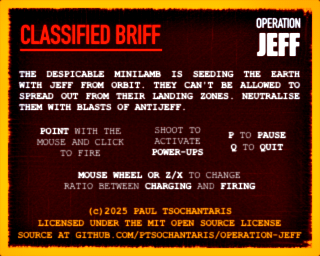 CLASSIFIED BRIFF
OPERATION
JEFF
THE DESPICABLE MINILAMB IS SEEDING THE EARTH
WITH JEFF FROM ORBIT. THEY CAN'T BE ALLOWED TO
SPREAD OUT FROM THEIR LANDING ZONES. NEUTRALISE
THEM WITH BLASTS OF ANTIJEFF.
POINT WITH THE
MOUSE AND CLICK
TO FIRE
SHOOT TO
ACTIVATE
POWER-UPS
P TO PAUSE
Q TO QUIT
MOUSE WHEEL OR Z/X TO CHANGE
RATIO BETWEEN CHARGING AND FIRING
(c)2025 PAUL TSOCHANTARIS
LICENSED UNDER THE MIT OPEN SOURCE LICENSE
SOURCE AT GITHUB.COM/PTSOCHANTARIS/OPERATION-JEFF